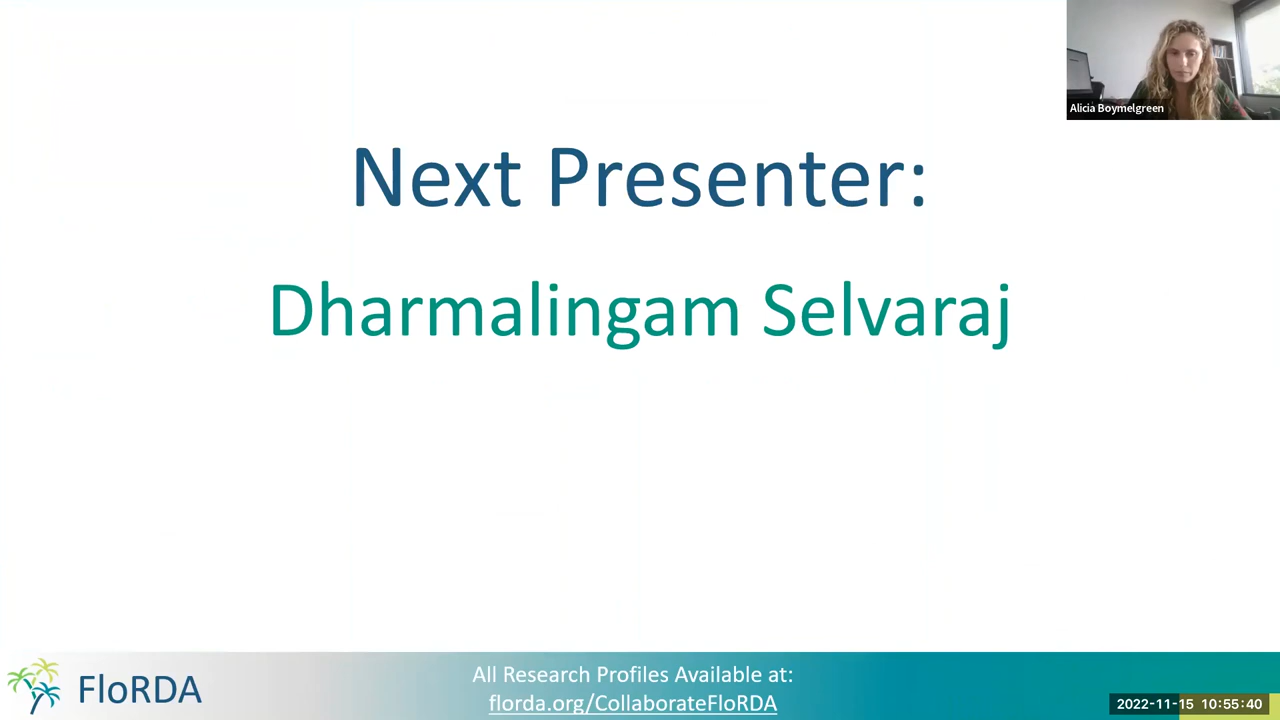 Alicia Boymelgreen
Next Presenter:
Dharmalingam Selvaraj
FloRDA
All Research Profiles Available at:
florda.org/CollaborateFloRDA
2022-11-15 10:55:40